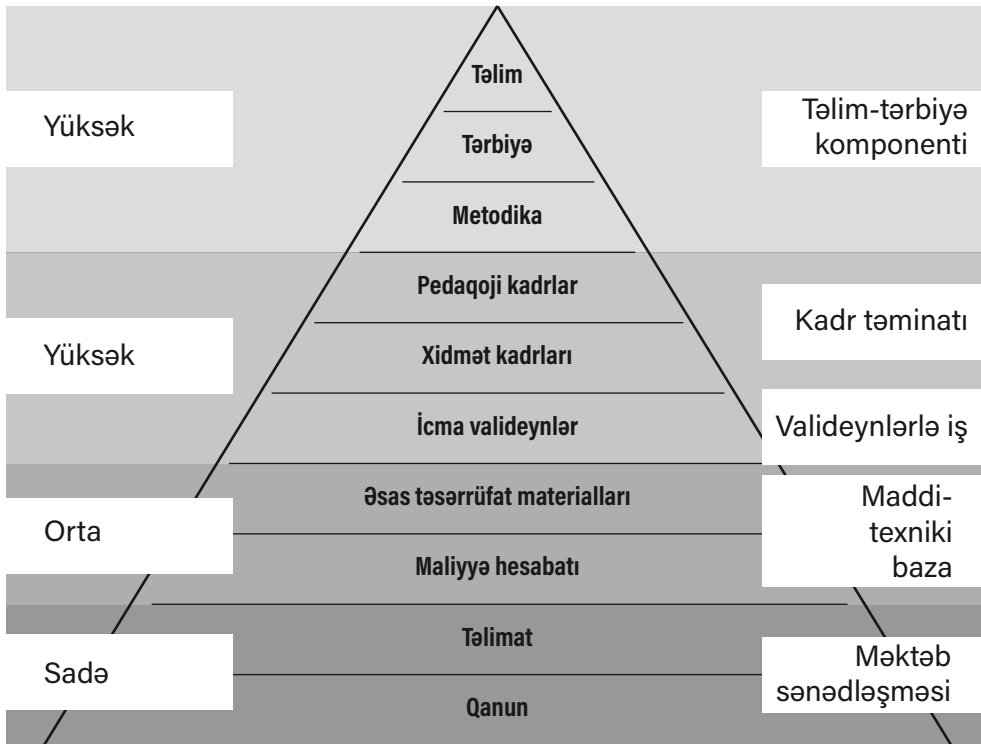 Təlim
Yüksək
Təlim-tərbiyə
komponenti
Tərbiyə
Metodika
Pedaqoji kadrlar
Kadr təminatı
Yüksək
Xidmət kadrları
İcma valideynlər
Valideynlərlə iş
Əsas təsərrüfat materialları
Orta
Maddi-
texniki
baza
Maliyyə hesabatı
Təlimat
Sadə
Məktəb
sənədləşməsi
Qanun